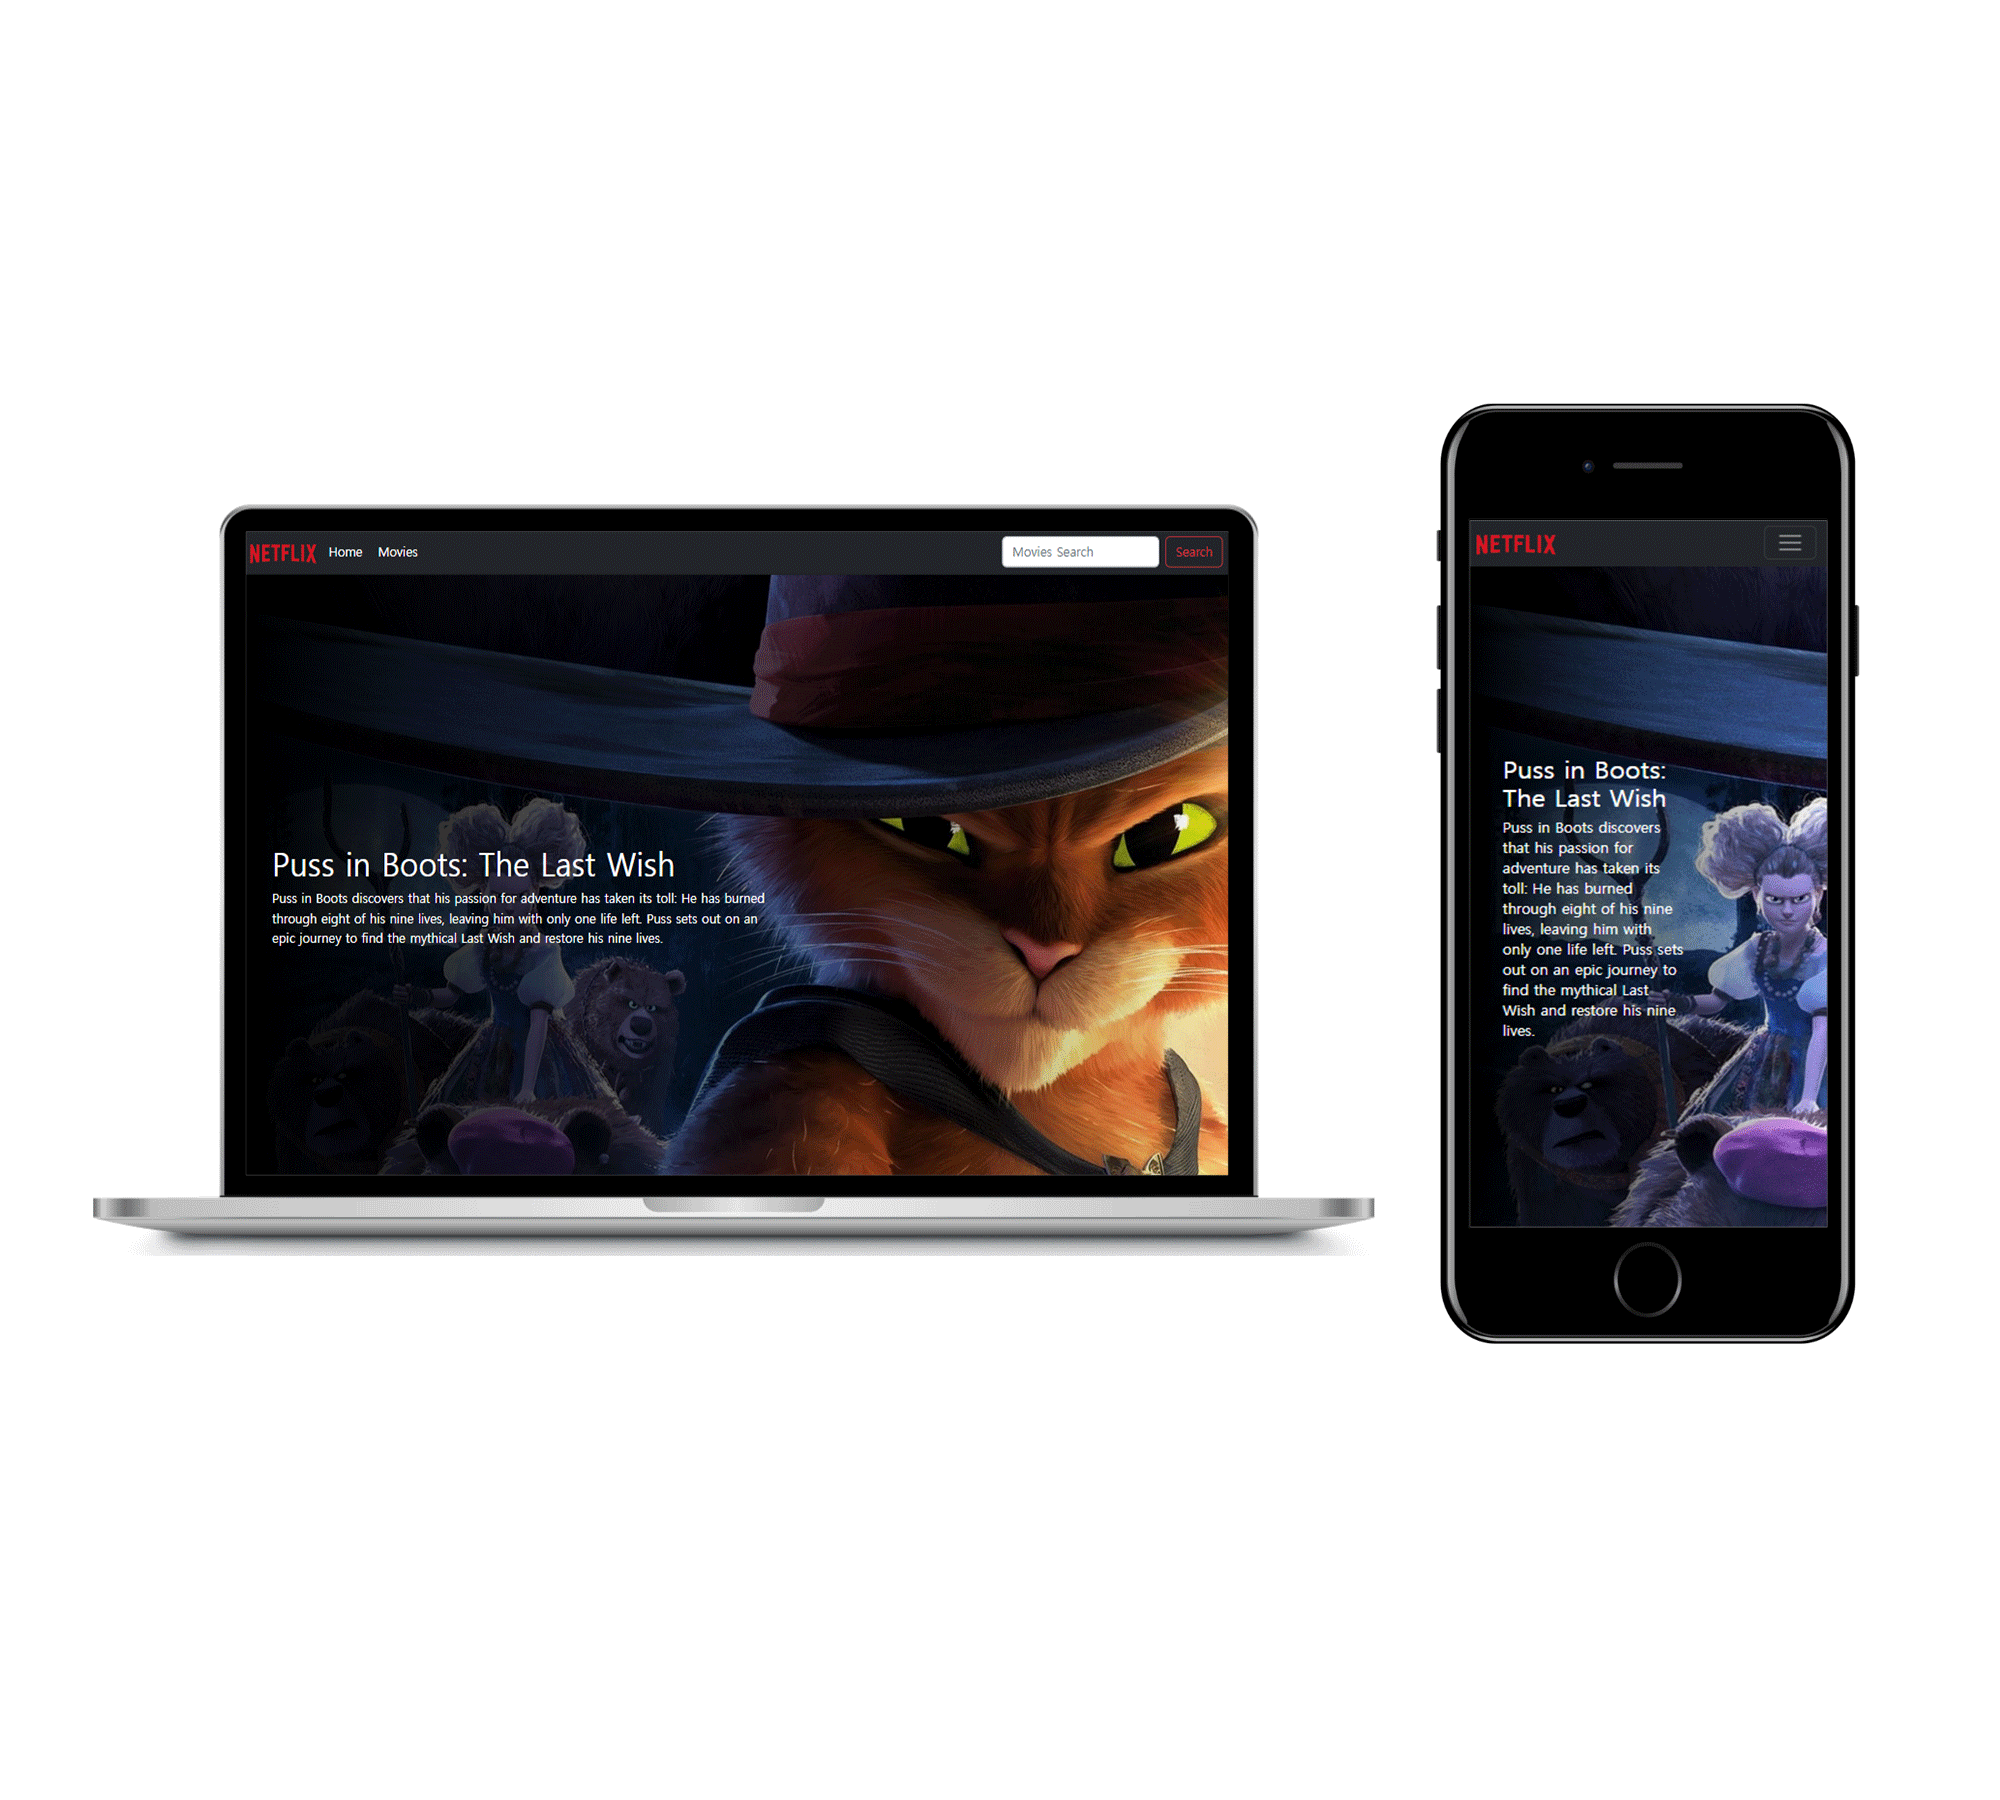 NETFLIX Home Movies Movies Search Search
Puss in Boots: The Last Wish
Puss in Boots discovers that his passion for adventure has taken its toll: He has burned
through eight of his nine lives, leaving him with only one life left. Puss sets out on an
epic journey to find the mythical Last Wish and restore his nine lives.
NETFLIX
Puss in Boots:
The Last Wish
Puss in Boots discovers
that his passion for
adventure has taken its
toll: He has burned
through eight of his nine
lives, leaving him with
only one life left. Puss sets
out on an epic journey to
find the mythical Last
Wish and restore his nine
lives.